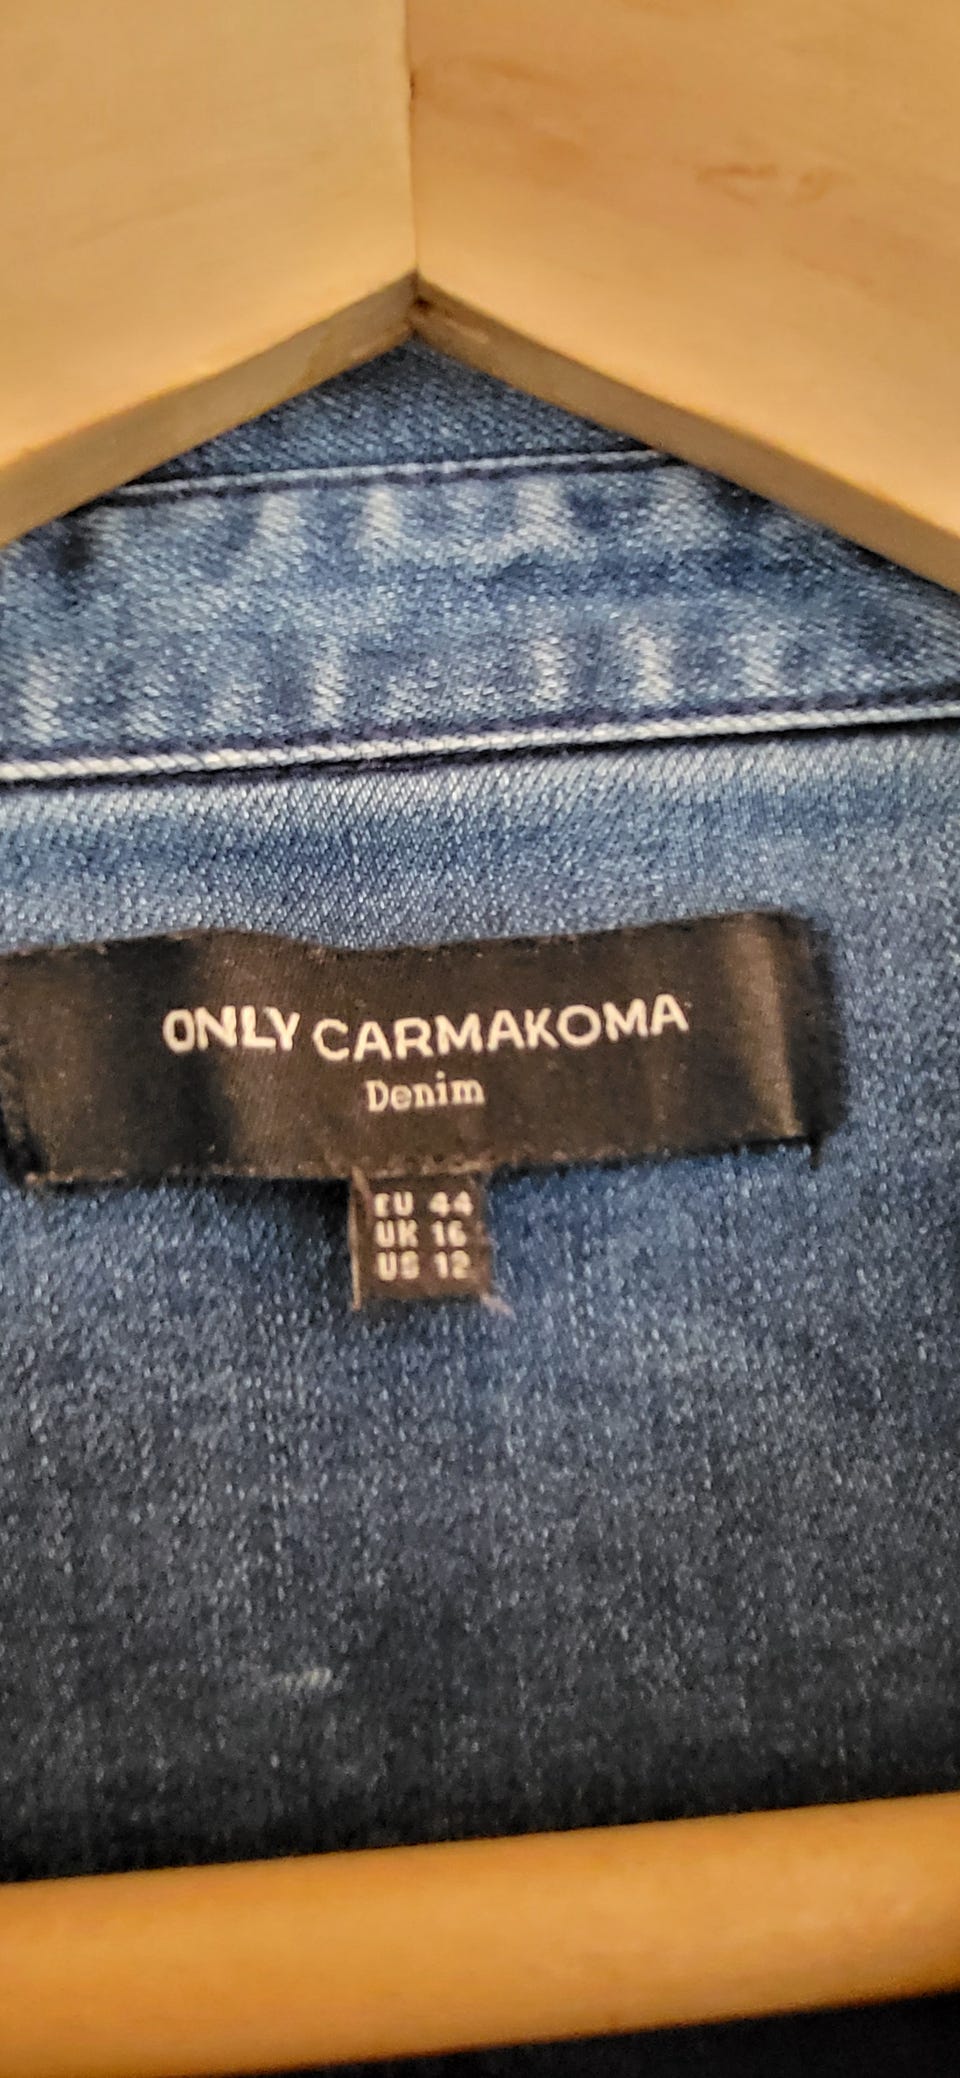 ONLY CARMAKOMA
Denim
EU 44
UK 16
US 12